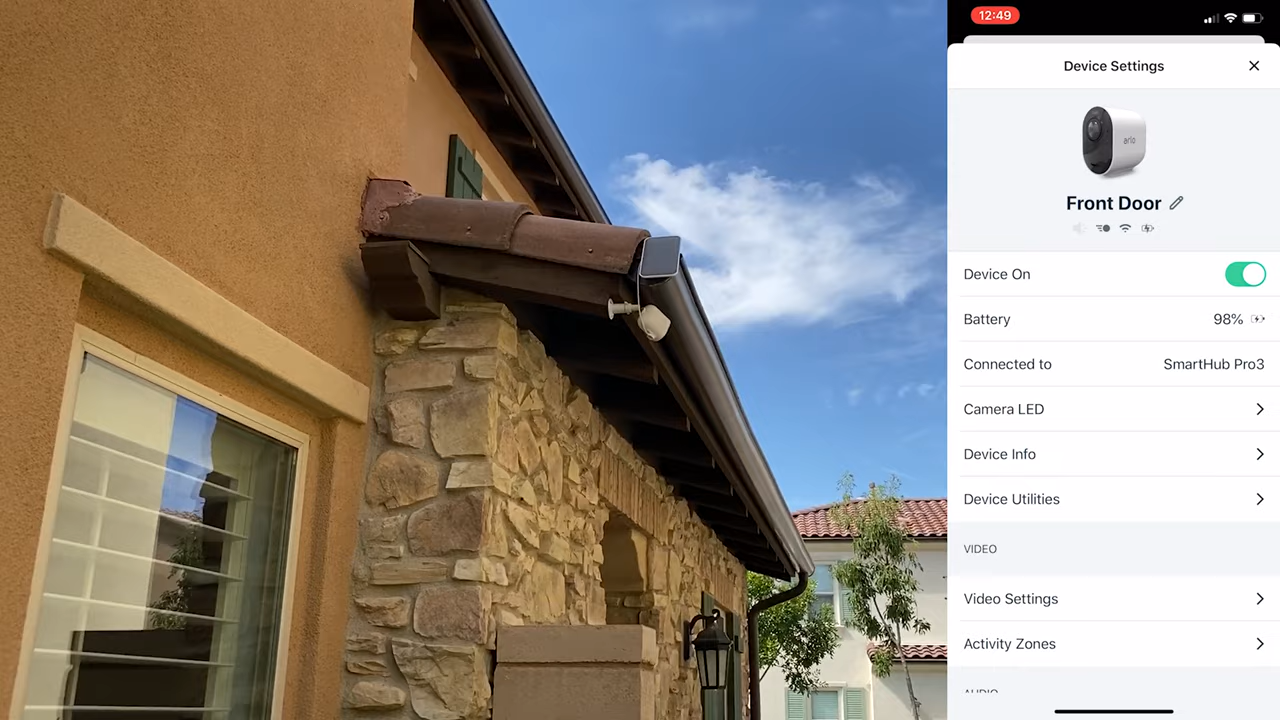 12:49
Device Settings
arlo
Front Door
Device On
Battery 98%
Connected to SmartHub Pro3
Camera LED
Device Info
Device Utilities
VIDEO
Video Settings
Activity Zones
AUDIO